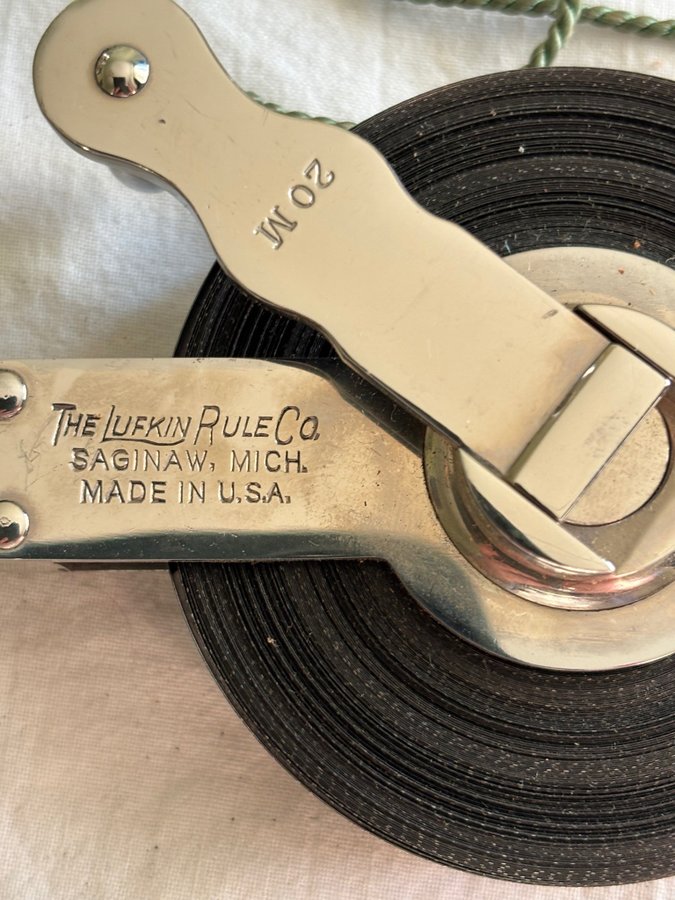 20 M
THE LUFKIN RULE CO.
SAGINAW, MICH.
MADE IN U.S.A.